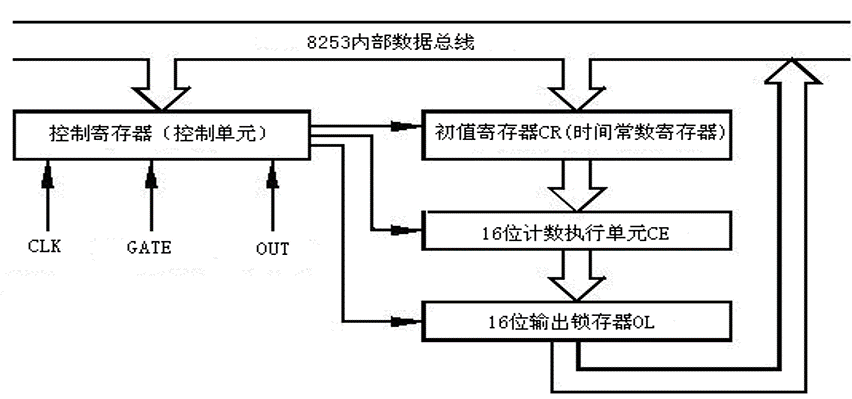 8253内部数据总线
控制寄存器（控制单元）
初值寄存器CR(时间常数寄存器)
CLK
GATE
OUT
16位计数执行单元CE
16位输出锁存器OL